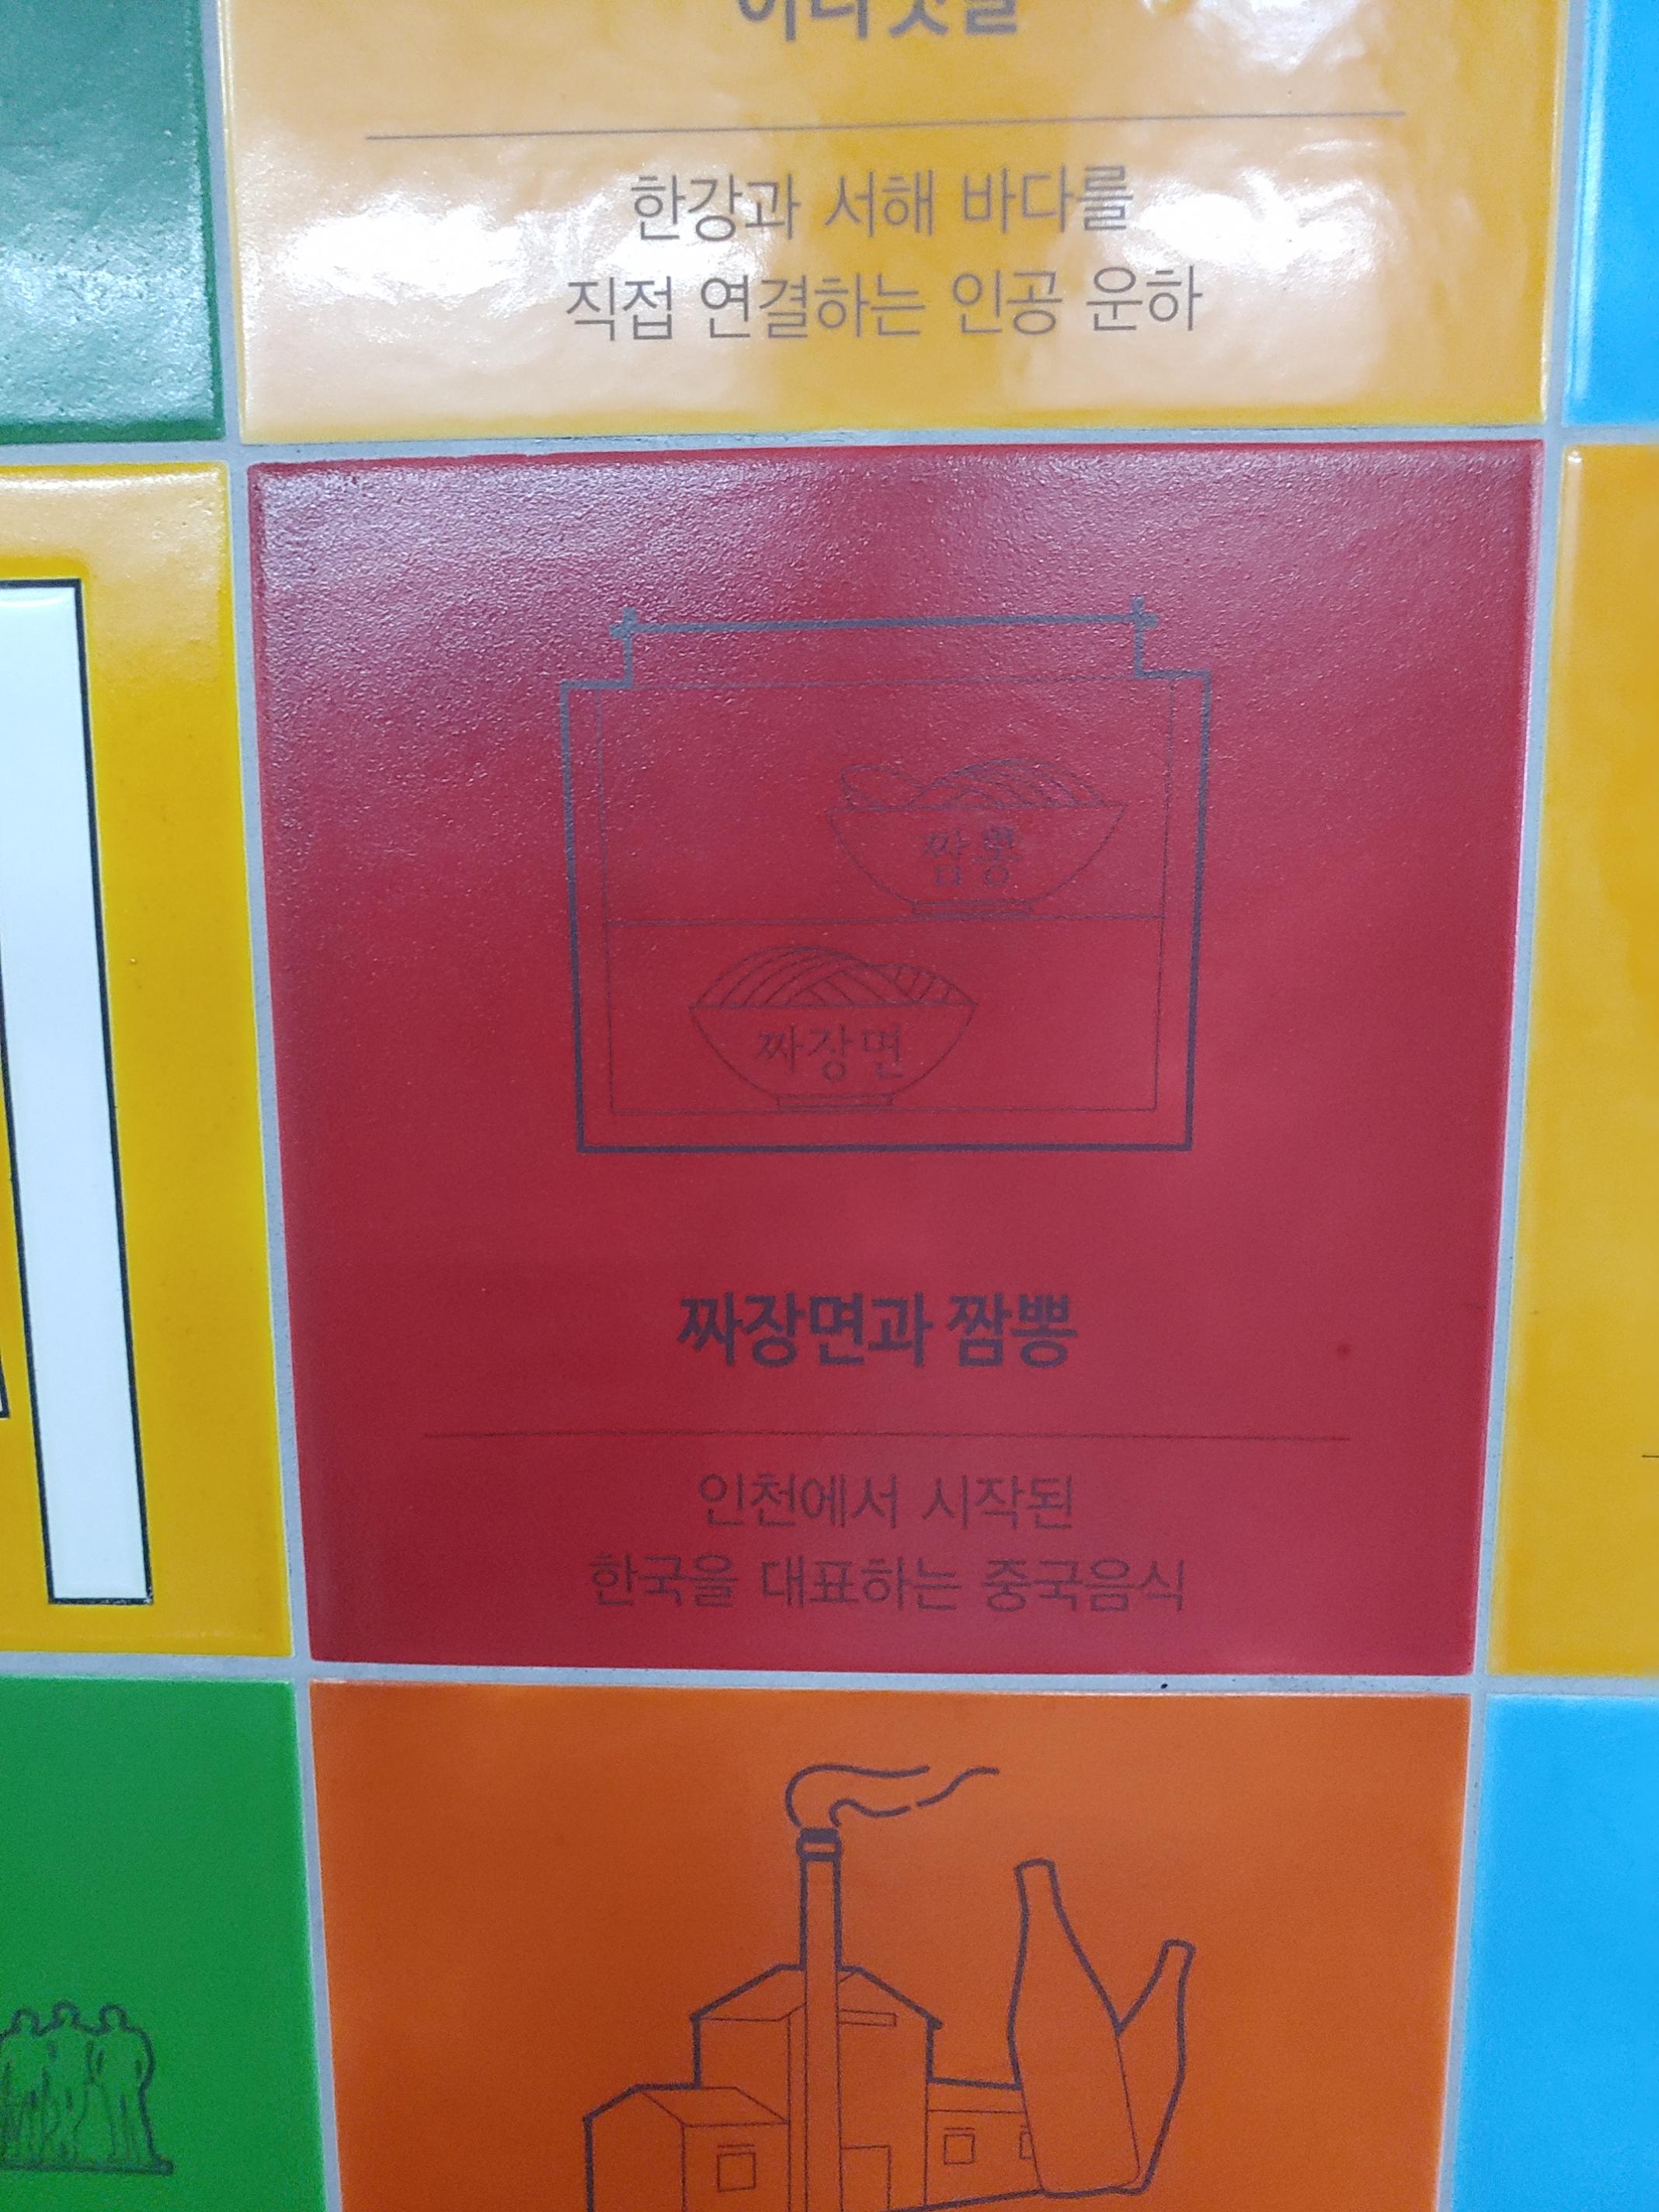 한강과 서해 바다를
직접 연결하는 인공 운하
짬뽕
짜장면
짜장면과 짬뽕
인천에서 시작된
한국을 대표하는 중국음식